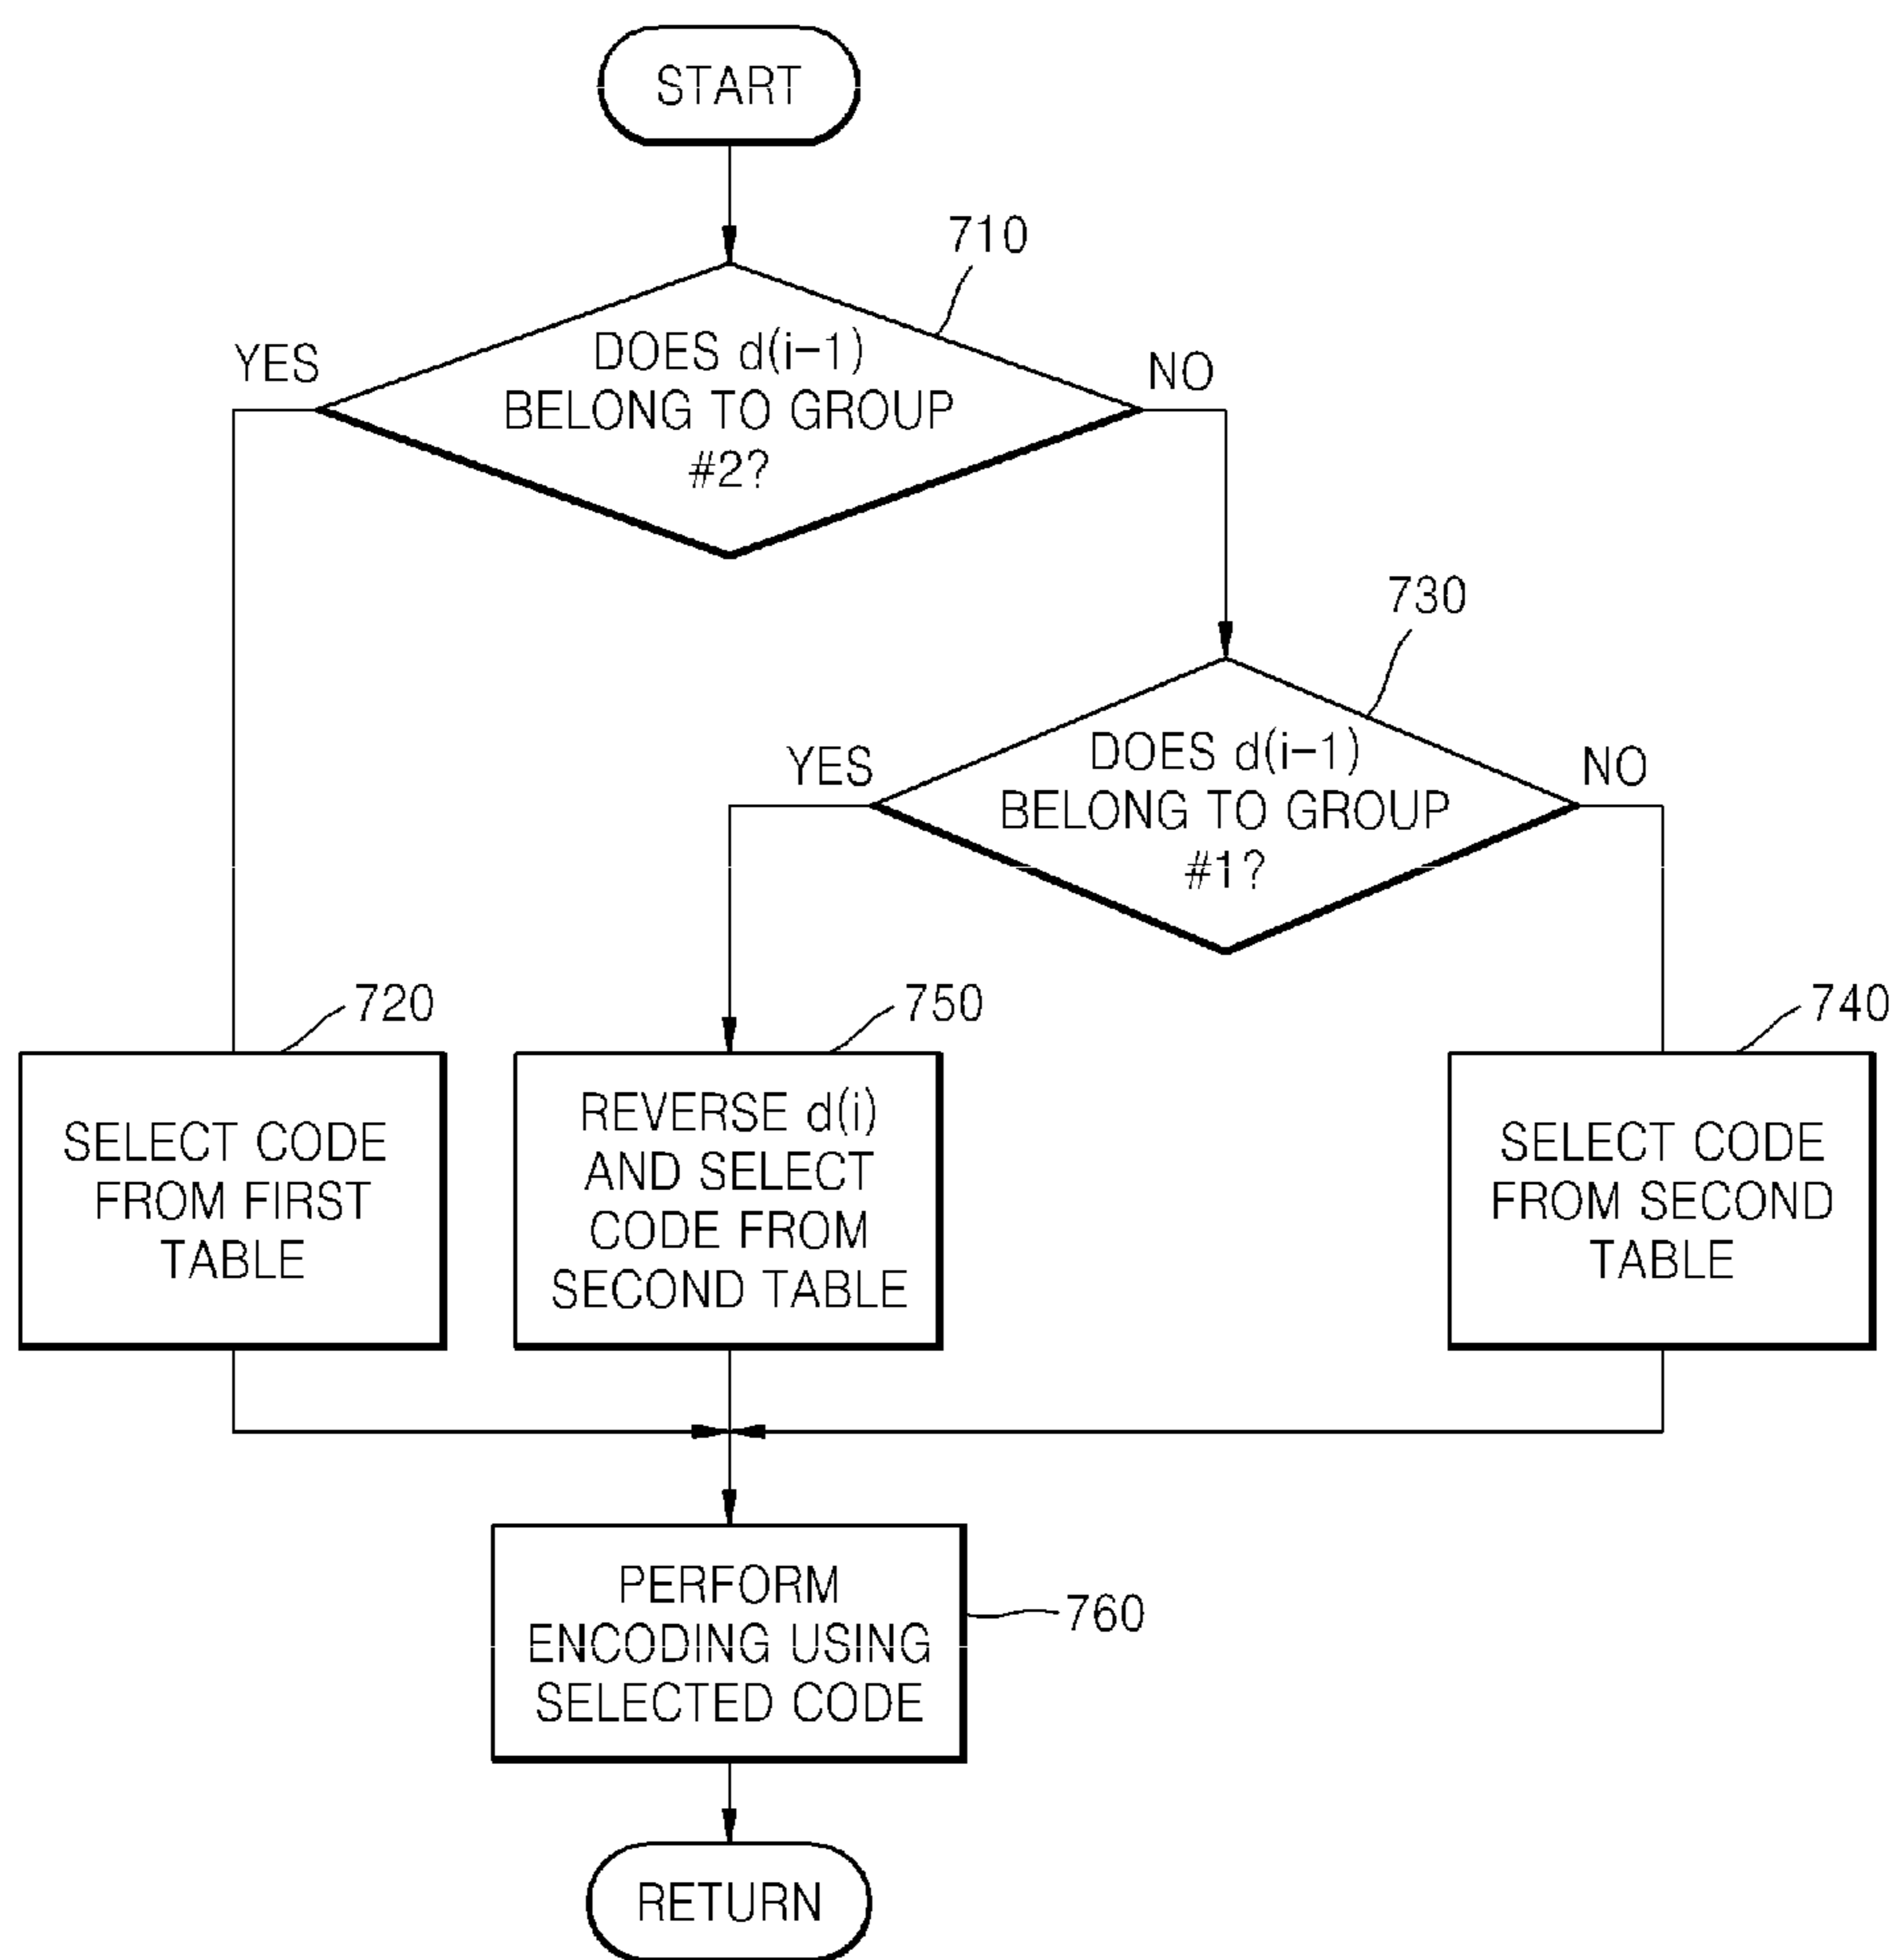 START
710
DOES d(i-1)
BELONG TO GROUP
#2?
YES
NO
730
DOES d(i-1)
BELONG TO GROUP
#1?
YES
NO
720
SELECT CODE
FROM FIRST
TABLE
750
REVERSE d(i)
AND SELECT
CODE FROM
SECOND TABLE
740
SELECT CODE
FROM SECOND
TABLE
PERFORM
ENCODING USING
SELECTED CODE
760
RETURN